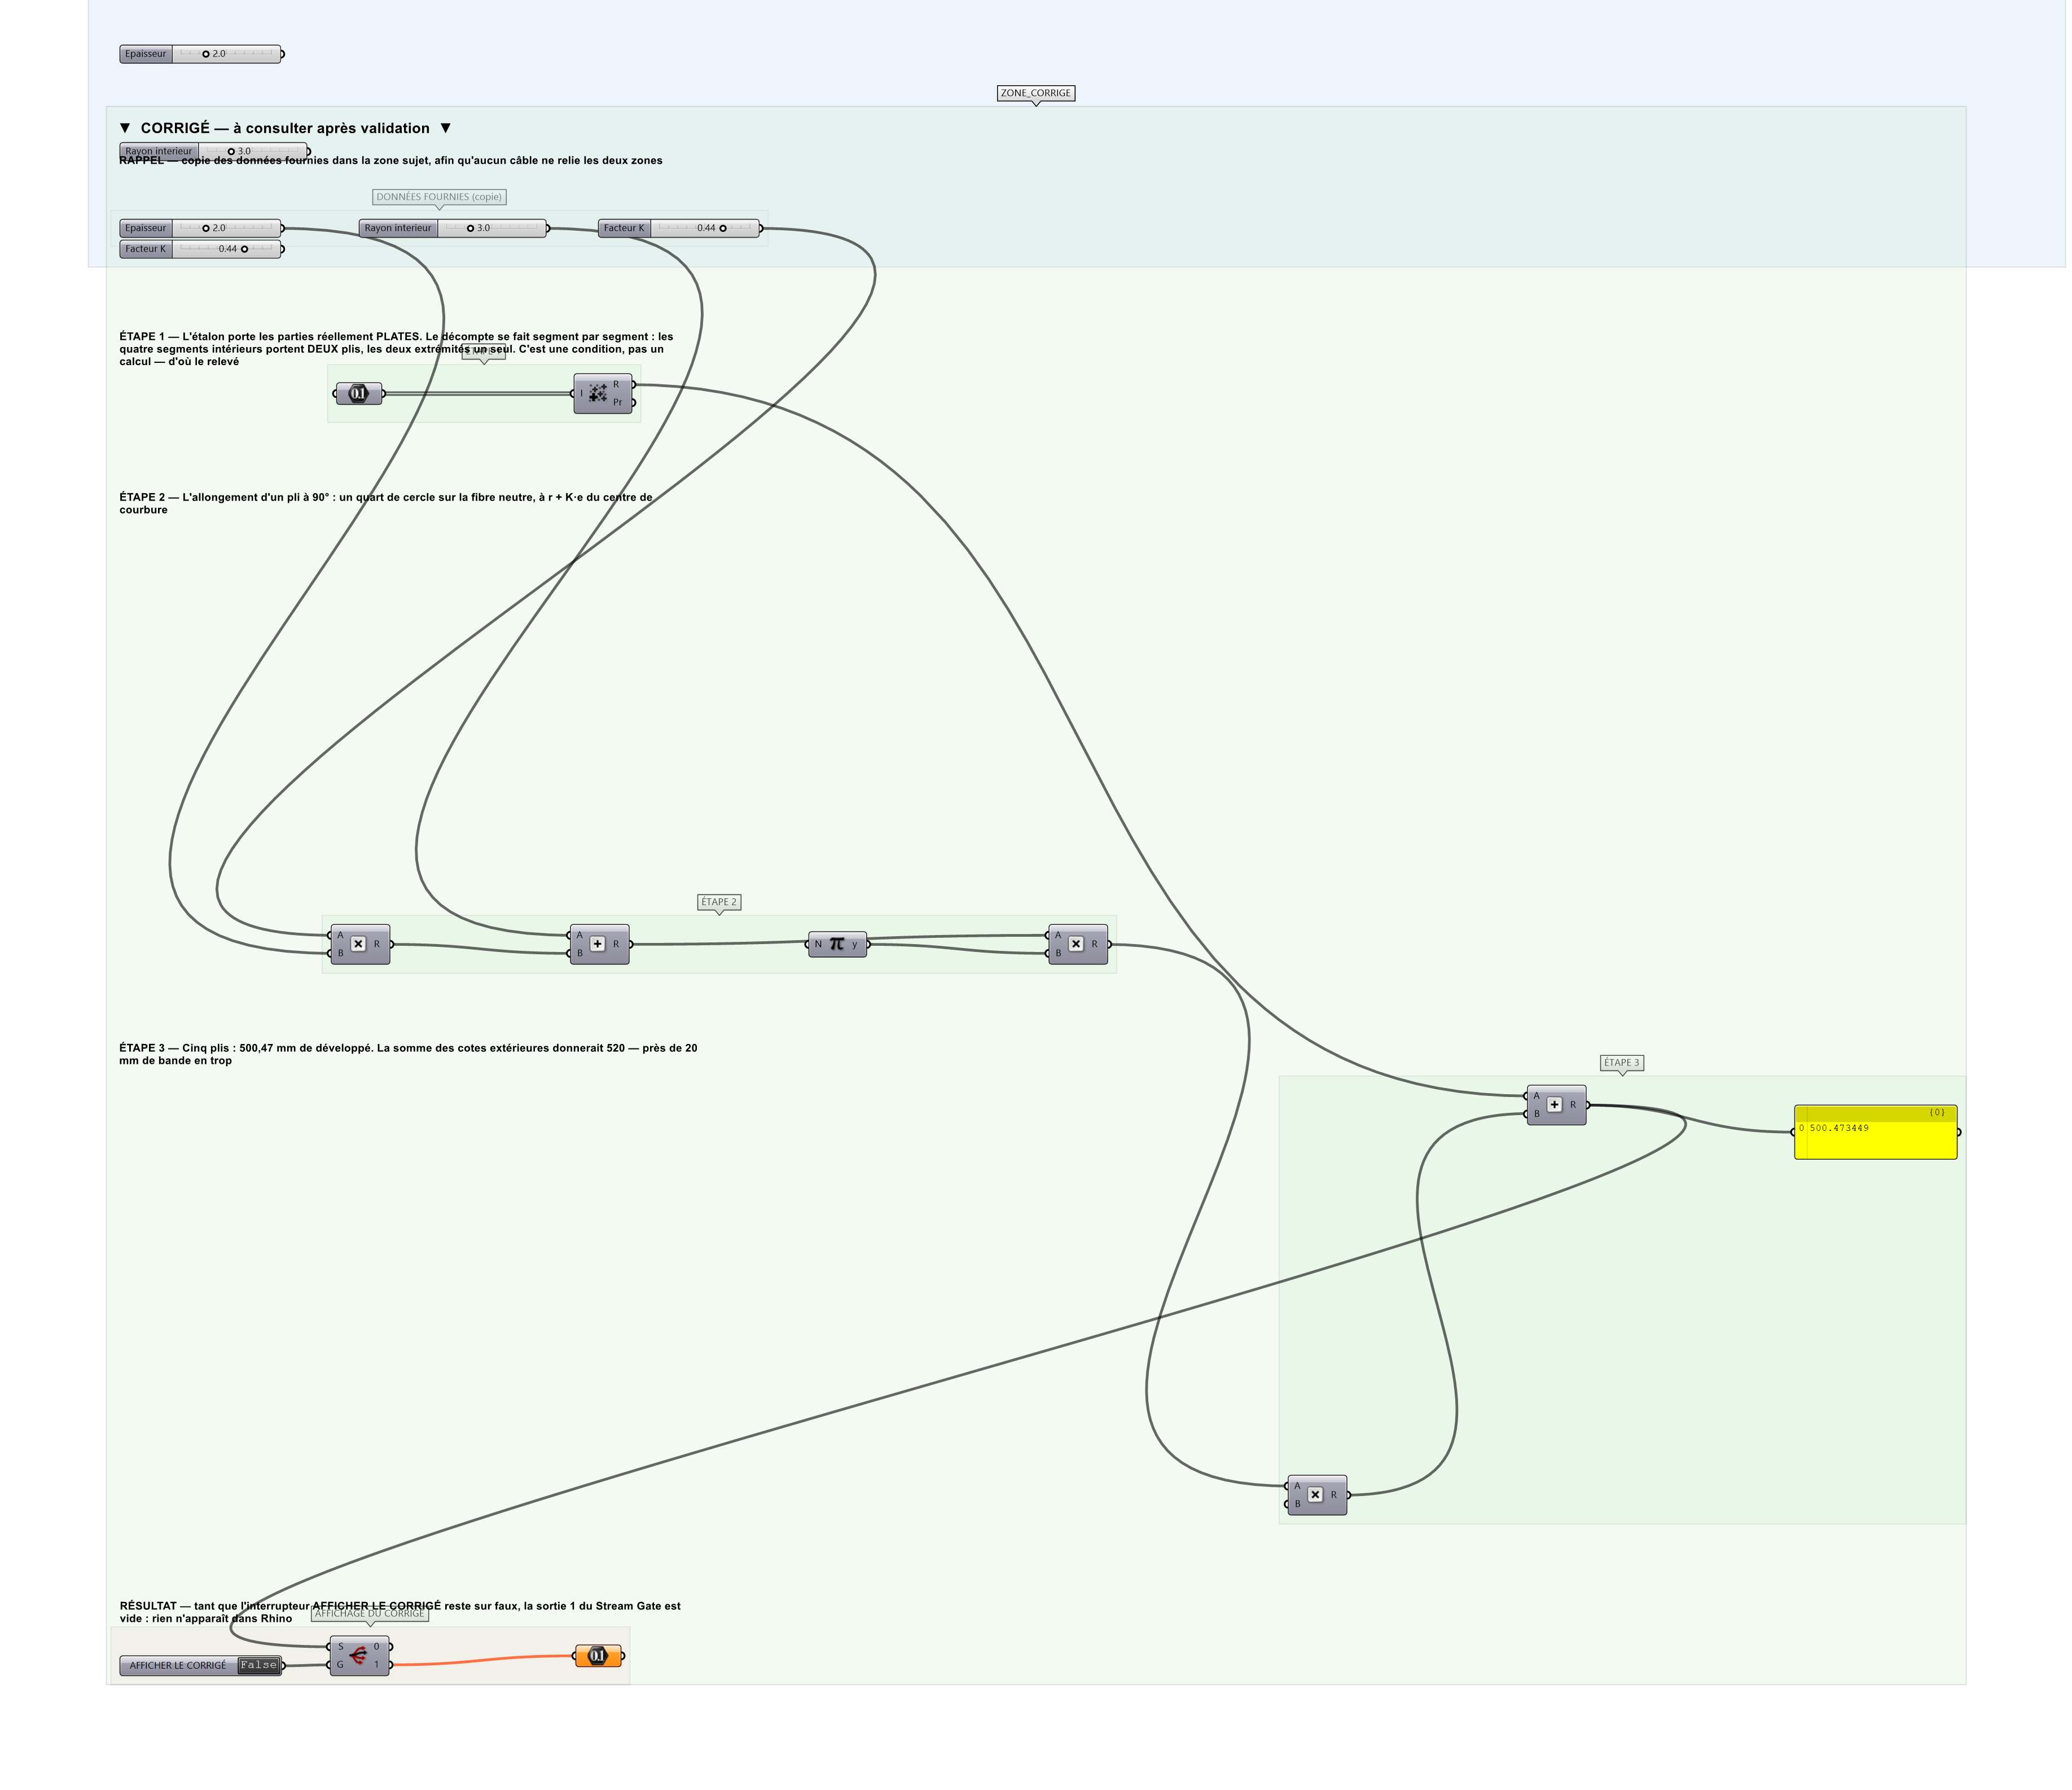 Epaisseur 2.0
ZONE_CORRIGE
▼ CORRIGÉ — à consulter après validation ▼
Rayon interieur 3.0
RAPPEL — copie des données fournies dans la zone sujet, afin qu'aucun câble ne relie les deux zones
DONNÉES FOURNIES (copie)
Epaisseur 2.0 Rayon interieur 3.0 Facteur K 0.44
Facteur K 0.44
ÉTAPE 1 — L'étalon porte les parties réellement PLATES. Le décompte se fait segment par segment : les
quatre segments intérieurs portent DEUX plis, les deux extrémités un seul. C'est une condition, pas un
calcul — d'où le relevé
0.1 I R
Pr
ÉTAPE 2 — L'allongement d'un pli à 90° : un quart de cercle sur la fibre neutre, à r + K·e du centre de
courbure
ÉTAPE 2
A B × R A B + R N π y A B × R
ÉTAPE 3 — Cinq plis : 500,47 mm de développé. La somme des cotes extérieures donnerait 520 — près de 20
mm de bande en trop
ÉTAPE 3
A B + R
{0}
0 500.473449
A B × R
RÉSULTAT — tant que l'interrupteur AFFICHER LE CORRIGÉ reste sur faux, la sortie 1 du Stream Gate est
vide : rien n'apparaît dans Rhino
AFFICHAGE DU CORRIGÉ
S 0
AFFICHER LE CORRIGÉ False G 1 0.1